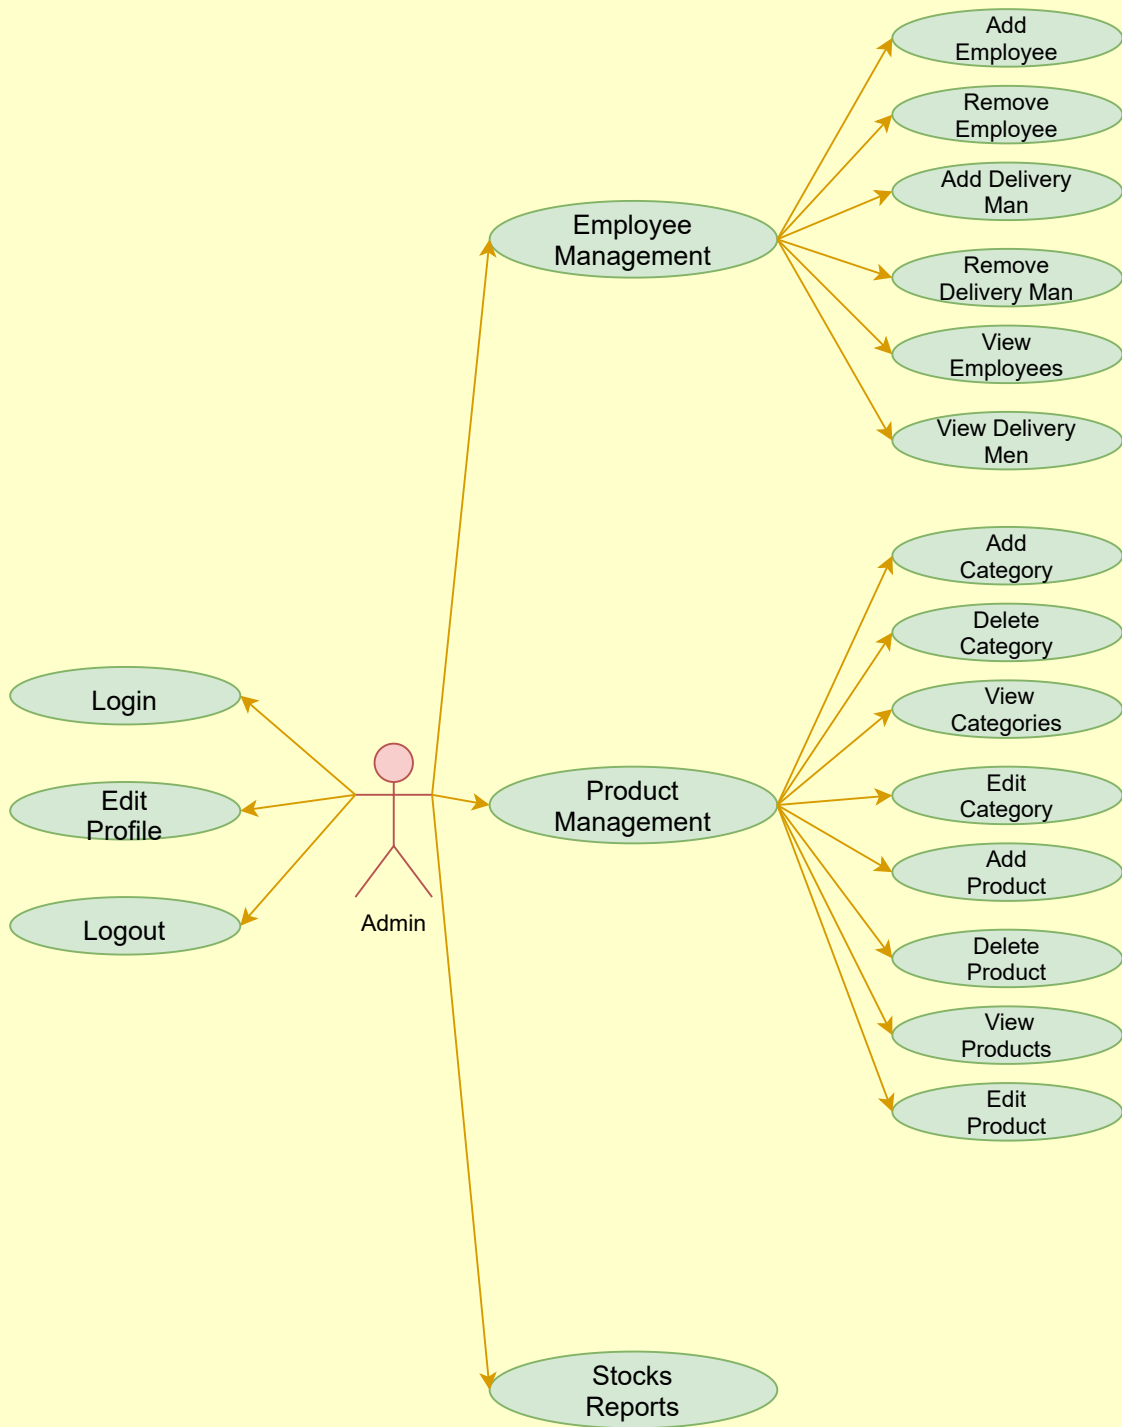 Add
Employee
Remove
Employee
Add Delivery
Man
Remove
Delivery Man
View
Employees
View Delivery
Men
Employee
Management
Add
Category
Delete
Category
View
Categories
Edit
Category
Add
Product
Delete
Product
View
Products
Edit
Product
Product
Management
Login
Edit
Profile
Logout
Admin
Stocks
Reports